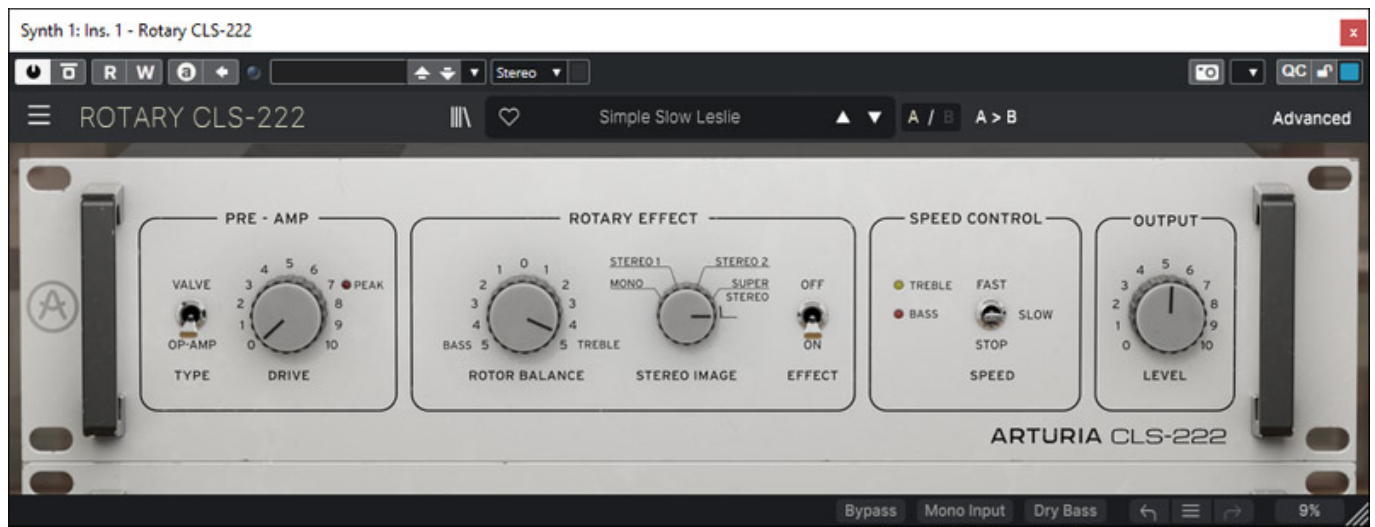 Synth 1: Ins. 1 - Rotary CLS-222
x
R W a Stereo QC
ROTARY CLS-222 Simple Slow Leslie A / B A > B Advanced
PRE - AMP
VALVE
OP-AMP
TYPE
0 1 2 3 4 5 6 7 8 9 10
PEAK
DRIVE
ROTARY EFFECT
BASS 5 4 3 2 1 0 1 2 3 4 5 TREBLE
ROTOR BALANCE
MONO
STEREO 1
STEREO 2
SUPER
STEREO
STEREO IMAGE
OFF
ON
EFFECT
SPEED CONTROL
TREBLE
BASS
FAST
SLOW
STOP
SPEED
OUTPUT
0 1 2 3 4 5 6 7 8 9 10
LEVEL
A
ARTURIA CLS-222
Bypass Mono Input Dry Bass 9%